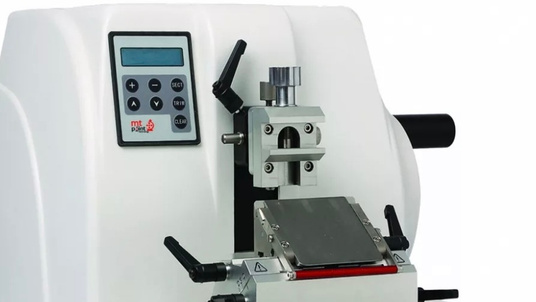 + − SECT
∧ ∨ TRIM
CLEAR
mt
point